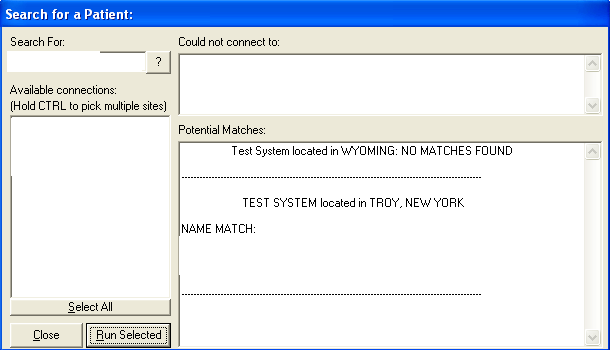 Search for a Patient:
Search For:
?
Available connections:
(Hold CTRL to pick multiple sites)
Select All
Close
Run Selected
Could not connect to:
Potential Matches:
Test System located in WYOMING: NO MATCHES FOUND
--------------------------------------------------------------------------------
TEST SYSTEM located in TROY, NEW YORK
NAME MATCH:
--------------------------------------------------------------------------------